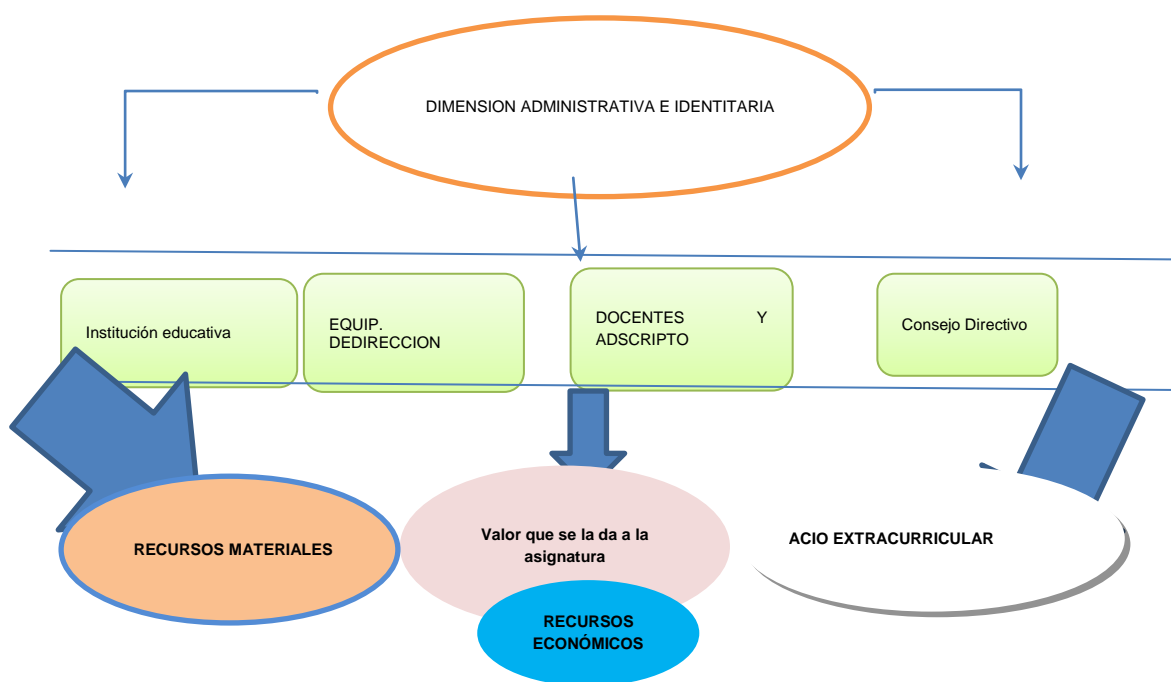 DIMENSION ADMINISTRATIVA E IDENTITARIA
Institución educativa
EQUIP.
DEDIRECCION
DOCENTES Y
ADSCRIPTO
Consejo Directivo
RECURSOS MATERIALES
Valor que se la da a la
asignatura
ACIO EXTRACURRICULAR
RECURSOS
ECONÓMICOS